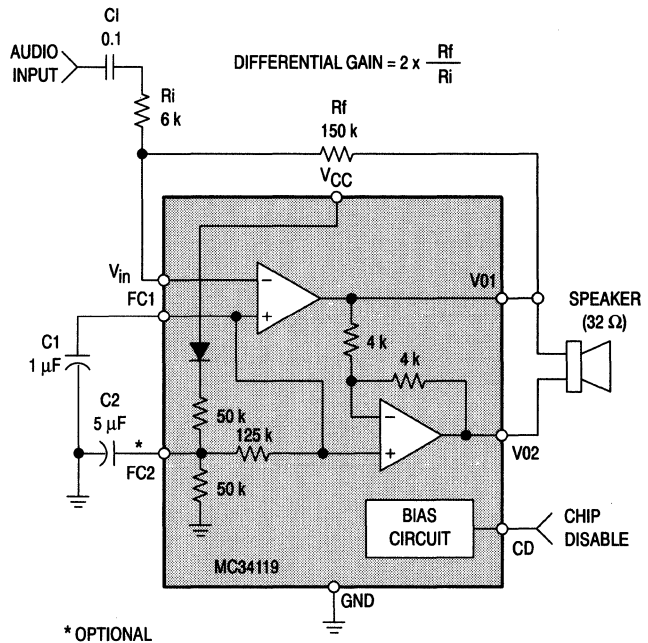 CI
0.1
AUDIO
INPUT
DIFFERENTIAL GAIN = 2 x Rf
Ri
Ri
6 k
Rf
150 k
VCC
Vin
V01
FC1
SPEAKER
(32 Ω)
C1
1 µF
4 k
4 k
C2
5 µF
*
50 k
125 k
FC2
V02
50 k
BIAS
CIRCUIT
CHIP
DISABLE
CD
MC34119
GND
* OPTIONAL